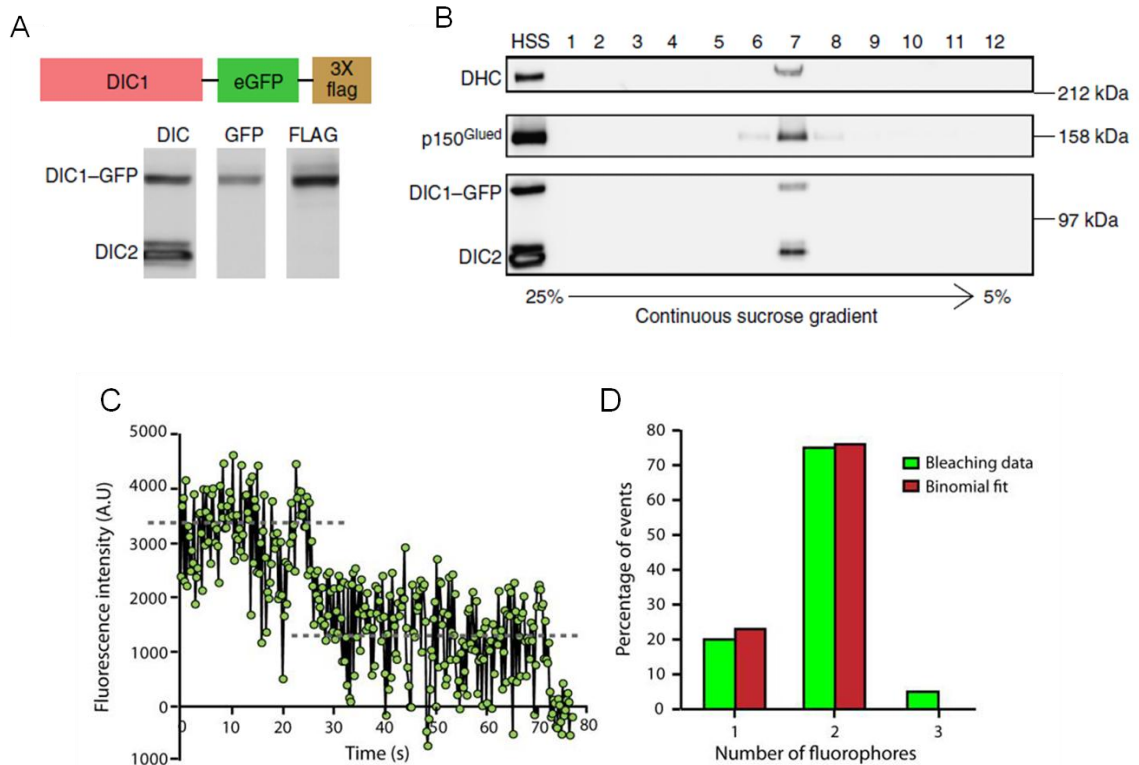 A
DIC1
eGFP
3X
flag
DIC GFP FLAG
DIC1–GFP
DIC2
B
HSS 1 2 3 4 5 6 7 8 9 10 11 12
DHC
212 kDa
p150Glued
158 kDa
DIC1–GFP
97 kDa
DIC2
25% 5%
Continuous sucrose gradient
C
Fluorescence intensity (A.U)
5000
4000
3000
2000
1000
0
1000
0 10 20 30 40 50 60 70 80
Time (s)
D
Percentage of events
80
70
60
50
40
30
20
10
0
Bleaching data
Binomial fit
1 2 3
Number of fluorophores